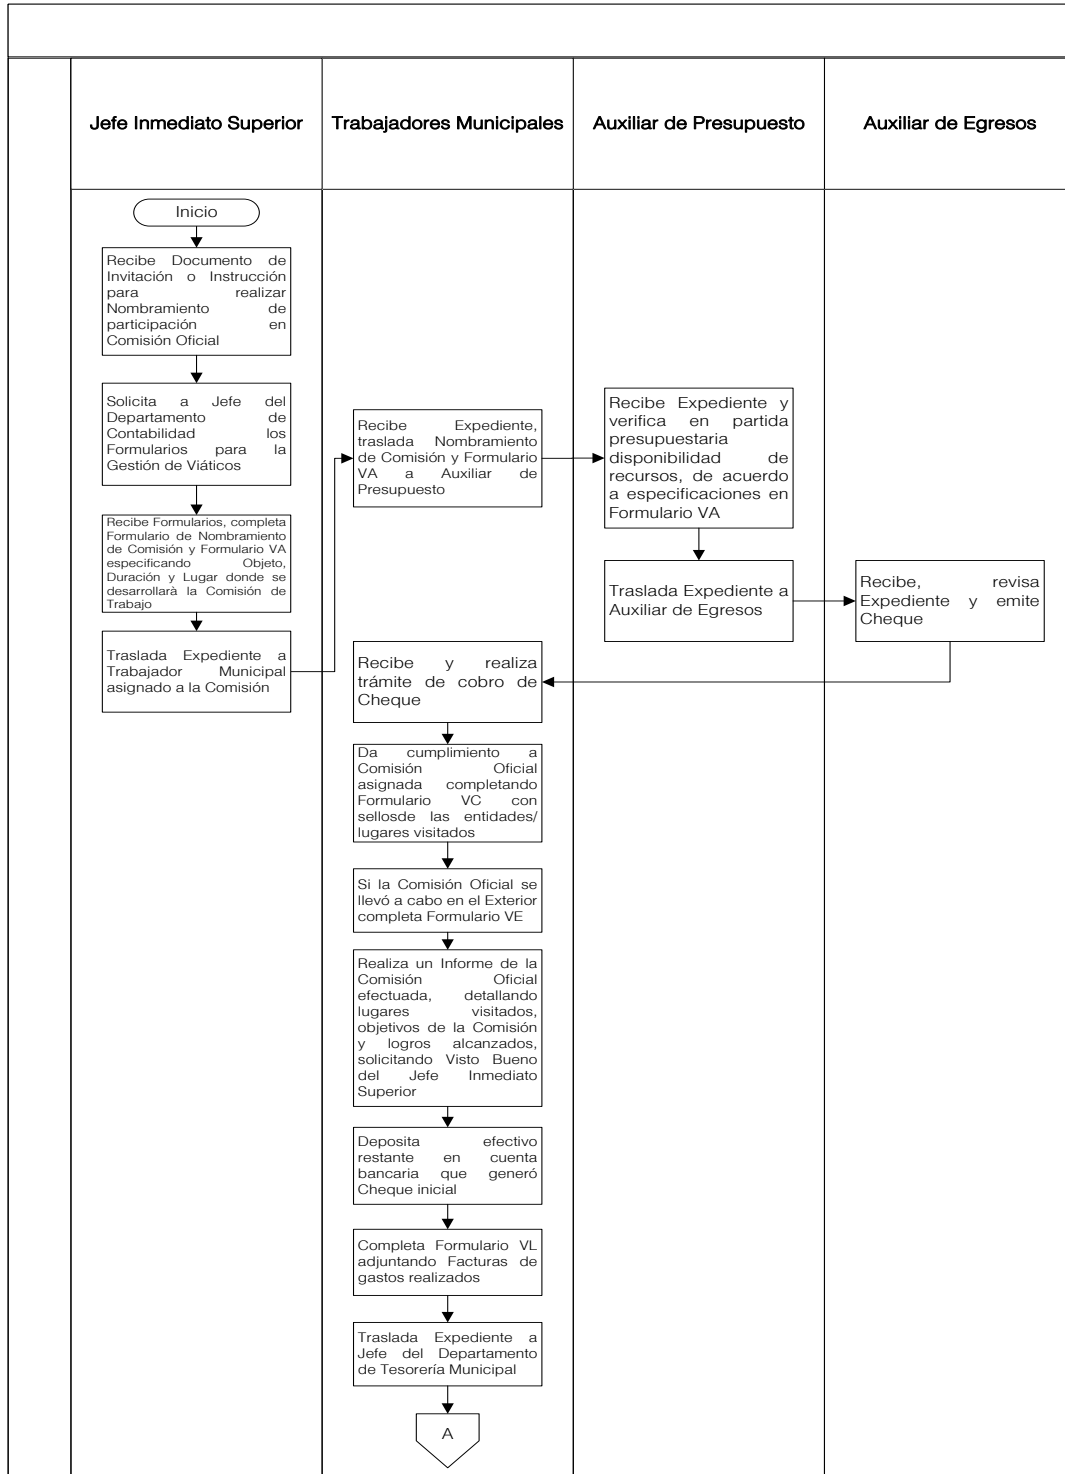 Jefe Inmediato Superior
Trabajadores Municipales
Auxiliar de Presupuesto
Auxiliar de Egresos
Inicio
Recibe Documento de
Invitación o Instrucción
para realizar
Nombramiento de
participación en
Comisión Oficial
Solicita a Jefe del
Departamento de
Contabilidad los
Formularios para la
Gestión de Viáticos
Recibe Formularios, completa
Formulario de Nombramiento
de Comisión y Formulario VA
especificando Objeto,
Duración y Lugar donde se
desarrollarà la Comisión de
Trabajo
Traslada Expediente a
Trabajador Municipal
asignado a la Comisión
Recibe Expediente,
traslada Nombramiento
de Comisión y Formulario
VA a Auxiliar de
Presupuesto
Recibe Expediente y
verifica en partida
presupuestaria
disponibilidad de
recursos, de acuerdo
a especificaciones en
Formulario VA
Traslada Expediente a
Auxiliar de Egresos
Recibe, revisa
Expediente y emite
Cheque
Recibe y realiza
trámite de cobro de
Cheque
Da cumplimiento a
Comisión Oficial
asignada completando
Formulario VC con
sellosde las entidades/
lugares visitados
Si la Comisión Oficial se
llevó a cabo en el Exterior
completa Formulario VE
Realiza un Informe de la
Comisión Oficial
efectuada, detallando
lugares visitados,
objetivos de la Comisión
y logros alcanzados,
solicitando Visto Bueno
del Jefe Inmediato
Superior
Deposita efectivo
restante en cuenta
bancaria que generó
Cheque inicial
Completa Formulario VL
adjuntando Facturas de
gastos realizados
Traslada Expediente a
Jefe del Departamento
de Tesorería Municipal
A